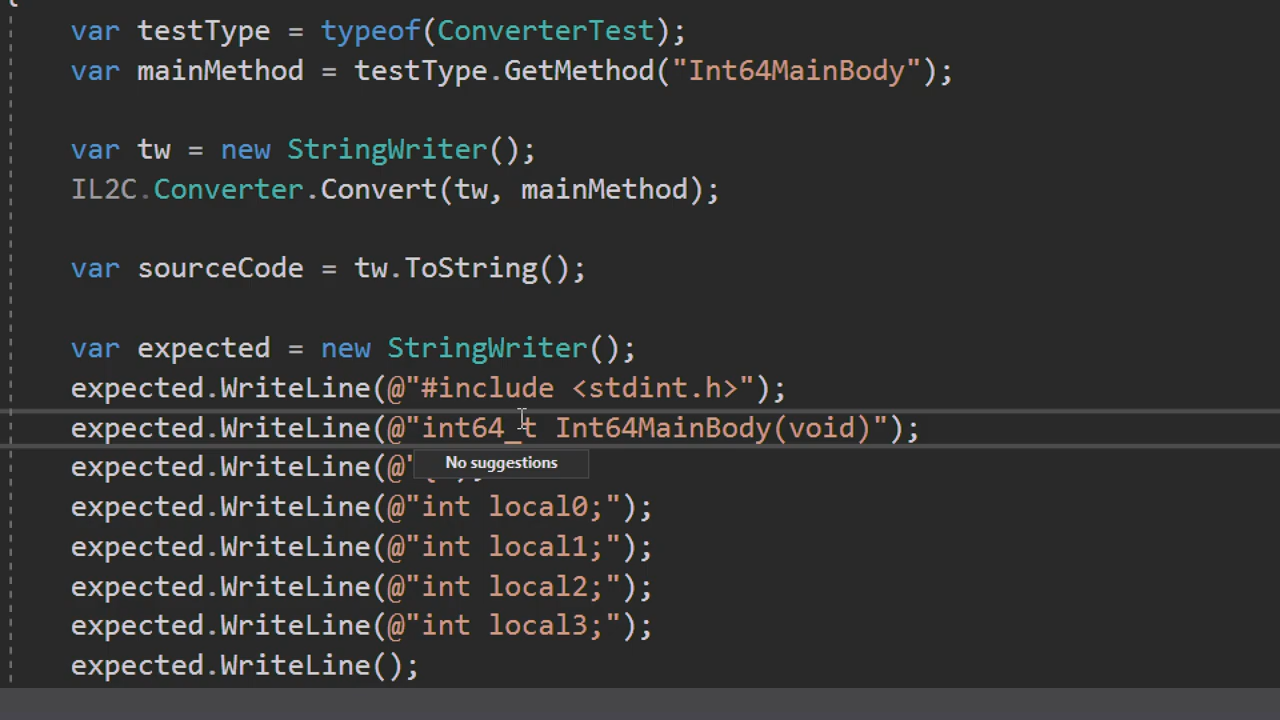 var testType = typeof(ConverterTest);
var mainMethod = testType.GetMethod("Int64MainBody");
var tw = new StringWriter();
IL2C.Converter.Convert(tw, mainMethod);
var sourceCode = tw.ToString();
var expected = new StringWriter();
expected.WriteLine(@"#include <stdint.h>");
expected.WriteLine(@"int64_t Int64MainBody(void)");
expected.WriteLine(@"
No suggestions
expected.WriteLine(@"int local0;");
expected.WriteLine(@"int local1;");
expected.WriteLine(@"int local2;");
expected.WriteLine(@"int local3;");
expected.WriteLine();